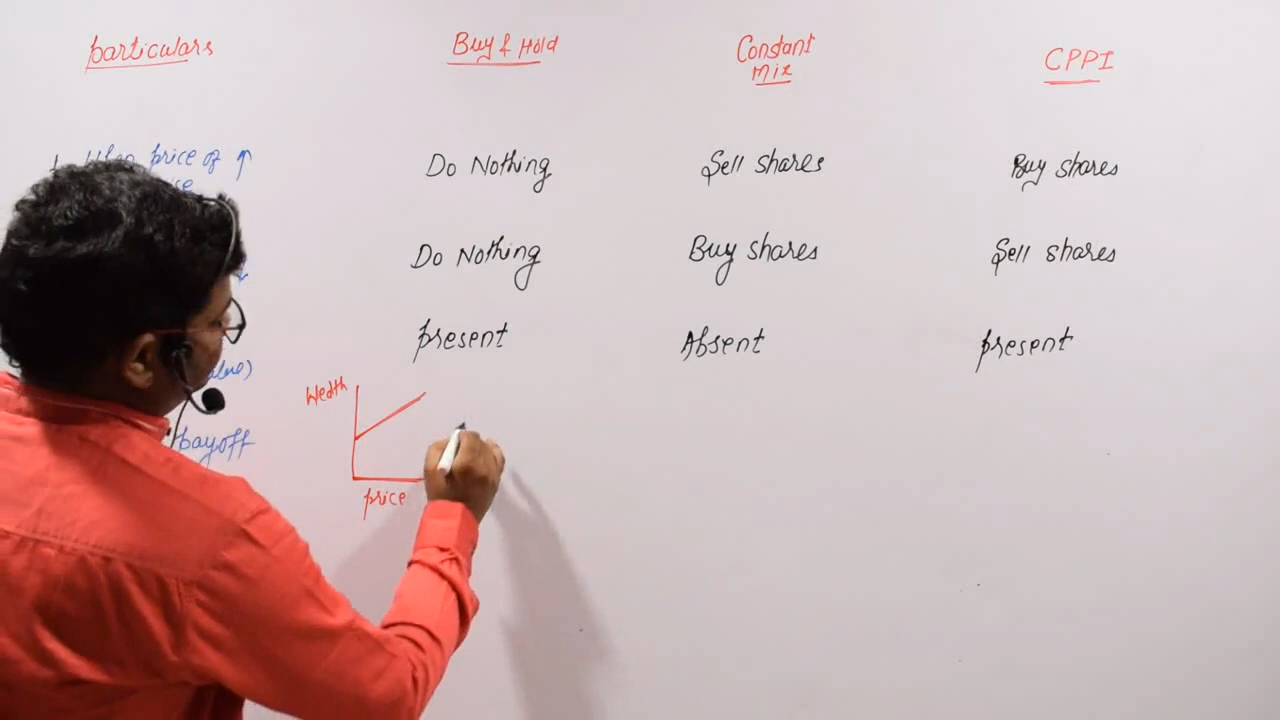 particulars Buy & Hold Constant Mix CPPI
When price of ↑ Do Nothing Sell shares Buy shares
Do Nothing Buy shares Sell shares
present Absent present
Wealth
payoff
price